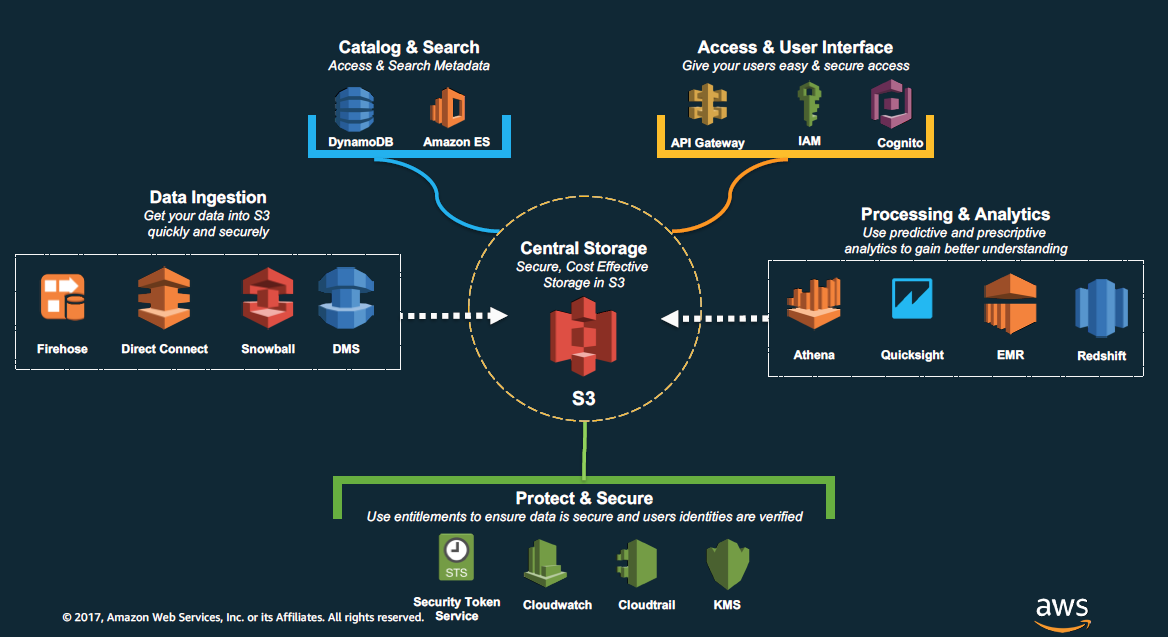 Catalog & Search
Access & Search Metadata
DynamoDB
Amazon ES
Access & User Interface
Give your users easy & secure access
API Gateway
IAM
Cognito
Data Ingestion
Get your data into S3
quickly and securely
Firehose
Direct Connect
Snowball
DMS
Central Storage
Secure, Cost Effective
Storage in S3
S3
Processing & Analytics
Use predictive and prescriptive
analytics to gain better understanding
Athena
Quicksight
EMR
Redshift
Protect & Secure
Use entitlements to ensure data is secure and users identities are verified
STS
Security Token
Service
Cloudwatch
Cloudtrail
KMS
© 2017, Amazon Web Services, Inc. or its Affiliates. All rights reserved.
aws